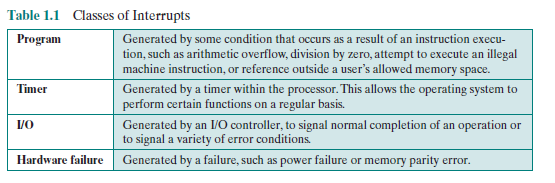 Table 1.1 Classes of Interrupts
Program Generated by some condition that occurs as a result of an instruction execu-
tion, such as arithmetic overflow, division by zero, attempt to execute an illegal
machine instruction, or reference outside a user's allowed memory space.
Timer Generated by a timer within the processor. This allows the operating system to
perform certain functions on a regular basis.
I/O Generated by an I/O controller, to signal normal completion of an operation or
to signal a variety of error conditions.
Hardware failure Generated by a failure, such as power failure or memory parity error.